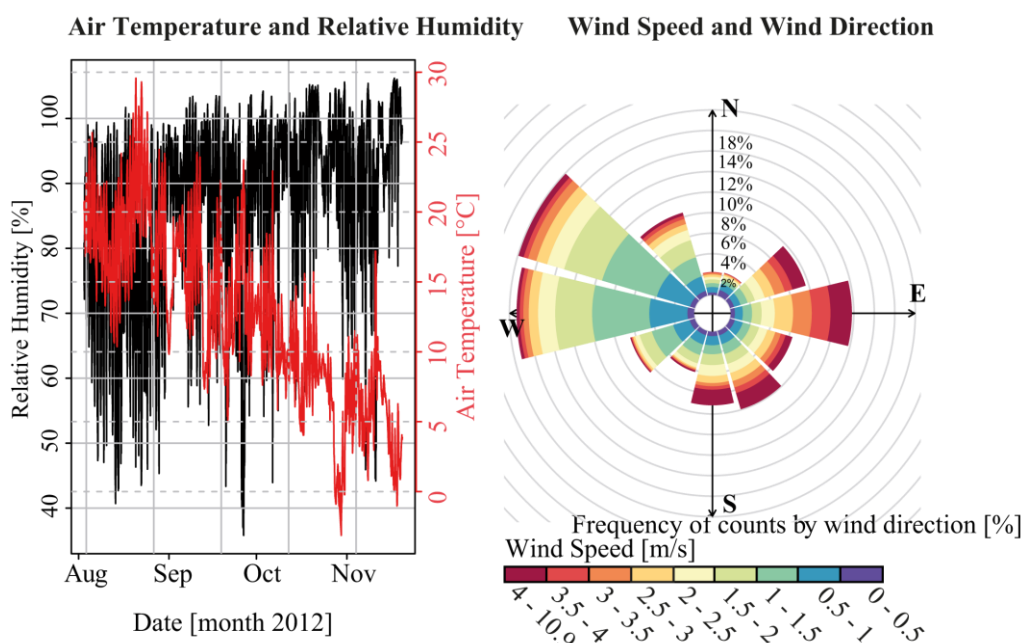 Air Temperature and Relative Humidity
Wind Speed and Wind Direction
Relative Humidity [%]
100
90
80
70
60
50
40
30
25
20
15
10
5
0
Air Temperature [°C]
Aug Sep Oct Nov
Date [month 2012]
N
18%
14%
12%
10%
8%
6%
4%
2%
W
E
S
Frequency of counts by wind direction [%]
Wind Speed [m/s]
4 - 10.9
3.5 - 4
3 - 3.5
2.5 - 3
2 - 2.5
1.5 - 2
1 - 1.5
0.5 - 1
0 - 0.5